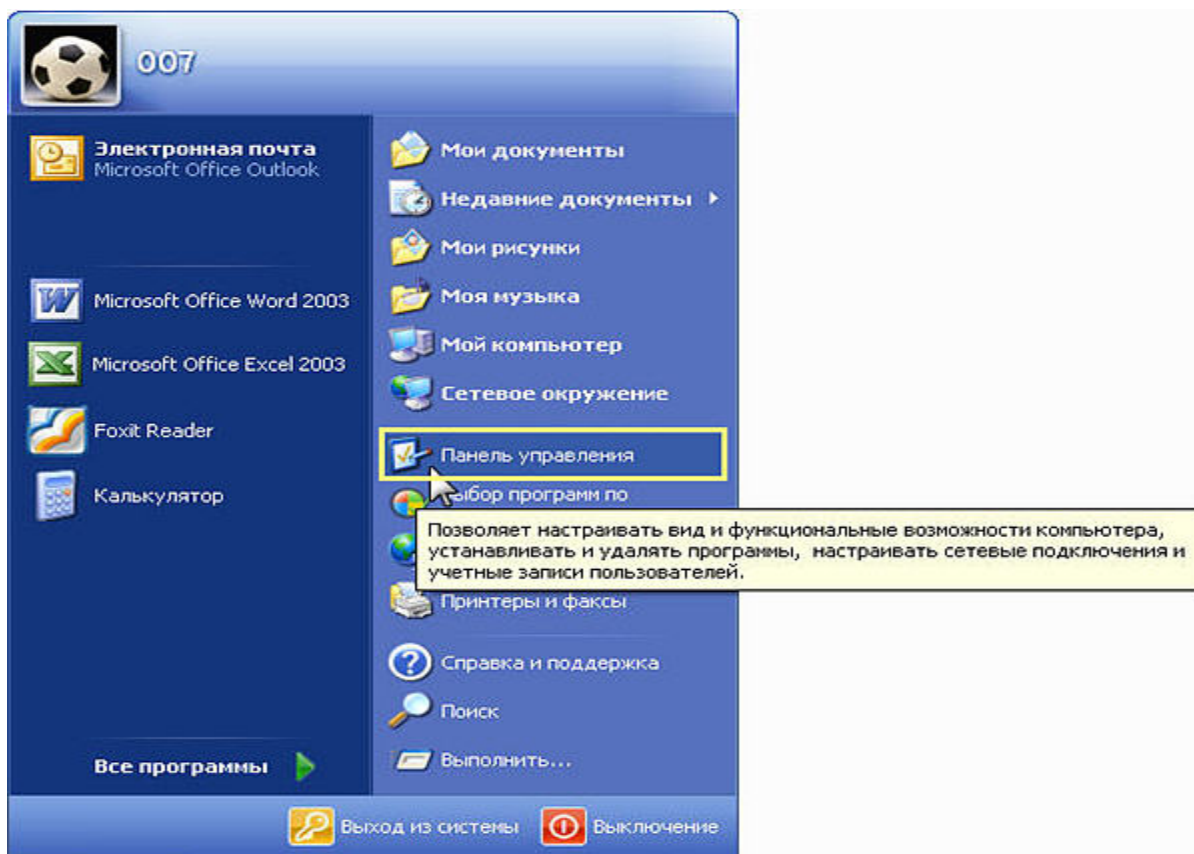 007
Электронная почта
Microsoft Office Outlook
Microsoft Office Word 2003
Microsoft Office Excel 2003
Foxit Reader
Калькулятор
Все программы
Мои документы
Недавние документы
Мои рисунки
Моя музыка
Мой компьютер
Сетевое окружение
Панель управления
программ по
Позволяет настраивать вид и функциональные возможности компьютера,
устанавливать и удалять программы, настраивать сетевые подключения и
учетные записи пользователей.
Принтеры и факсы
Справка и поддержка
Поиск
Выполнить...
Выход из системы
Выключение